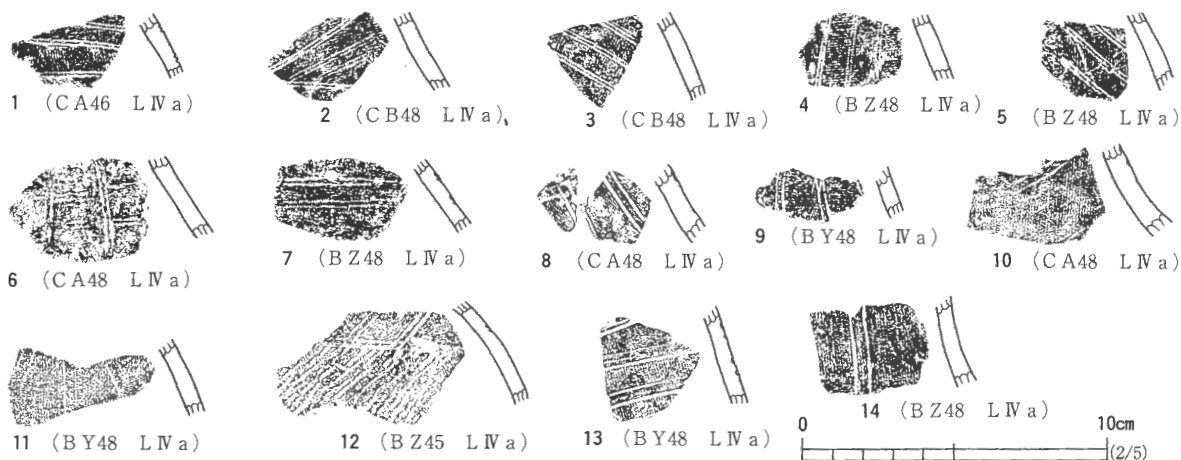 1 (CA46 LⅣa)
2 (CB48 LⅣa)
3 (CB48 LⅣa)
4 (BZ48 LⅣa)
5 (BZ48 LⅣa)
6 (CA48 LⅣa)
7 (BZ48 LⅣa)
8 (CA48 LⅣa)
9 (BY48 LⅣa)
10 (CA48 LⅣa)
11 (BY48 LⅣa)
12 (BZ45 LⅣa)
13 (BY48 LⅣa)
14 (BZ48 LⅣa)
0 10cm
(2/5)